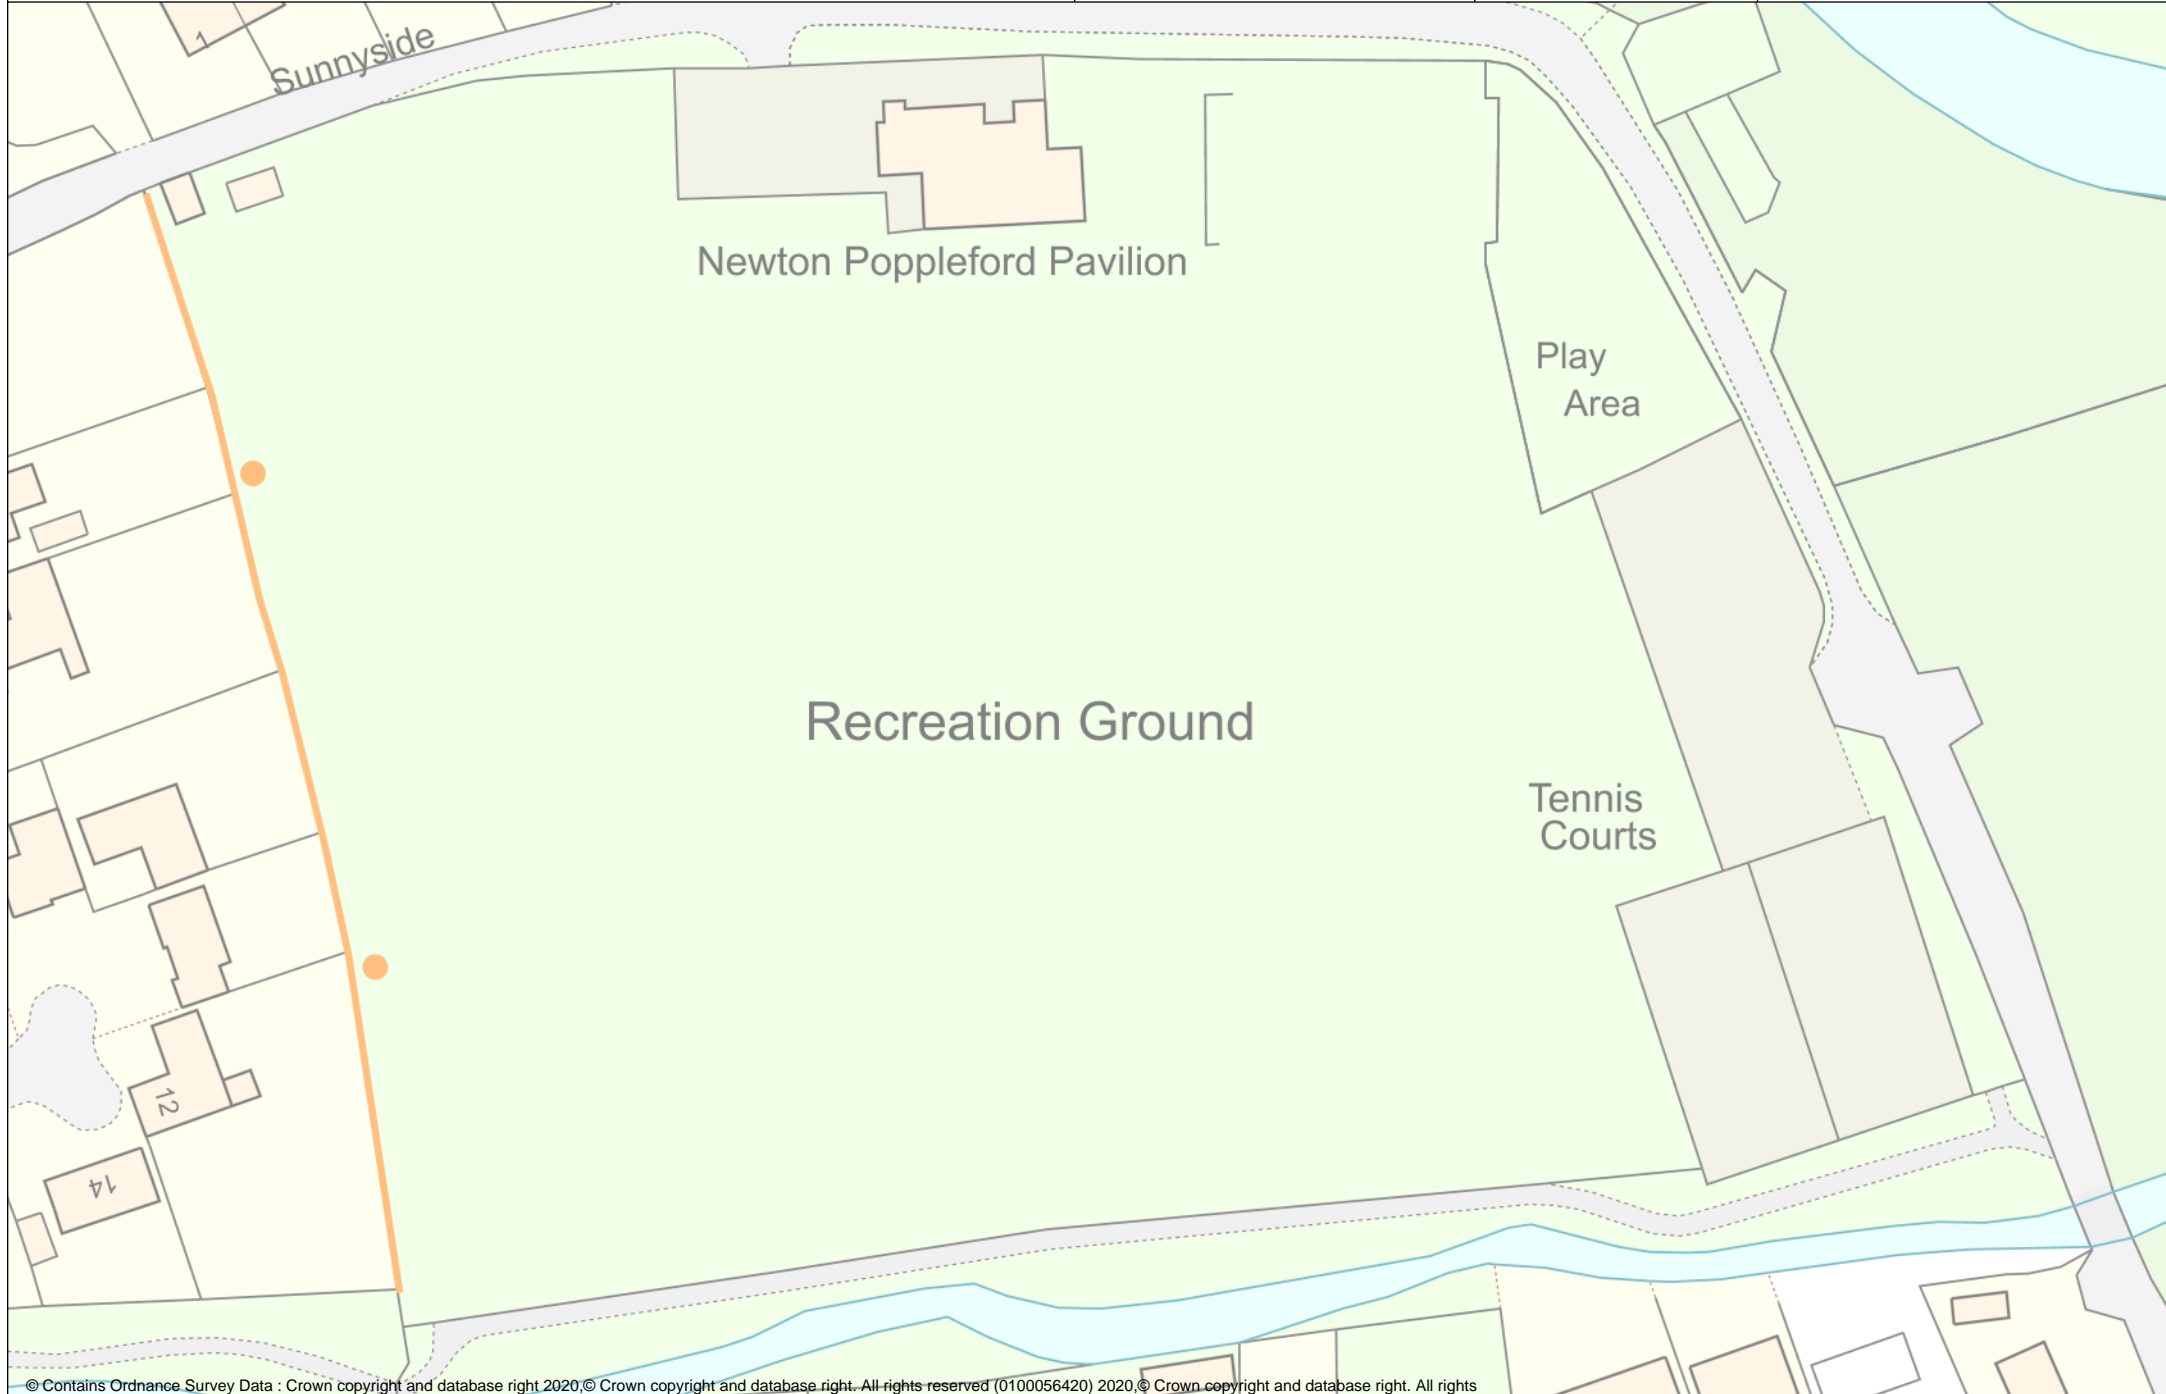 1
Sunnyside
Newton Poppleford Pavilion
Play
Area
Recreation Ground
Tennis
Courts
12
14
© Contains Ordnance Survey Data : Crown copyright and database right 2020,© Crown copyright and database right. All rights reserved (0100056420) 2020,© Crown copyright and database right. All rights